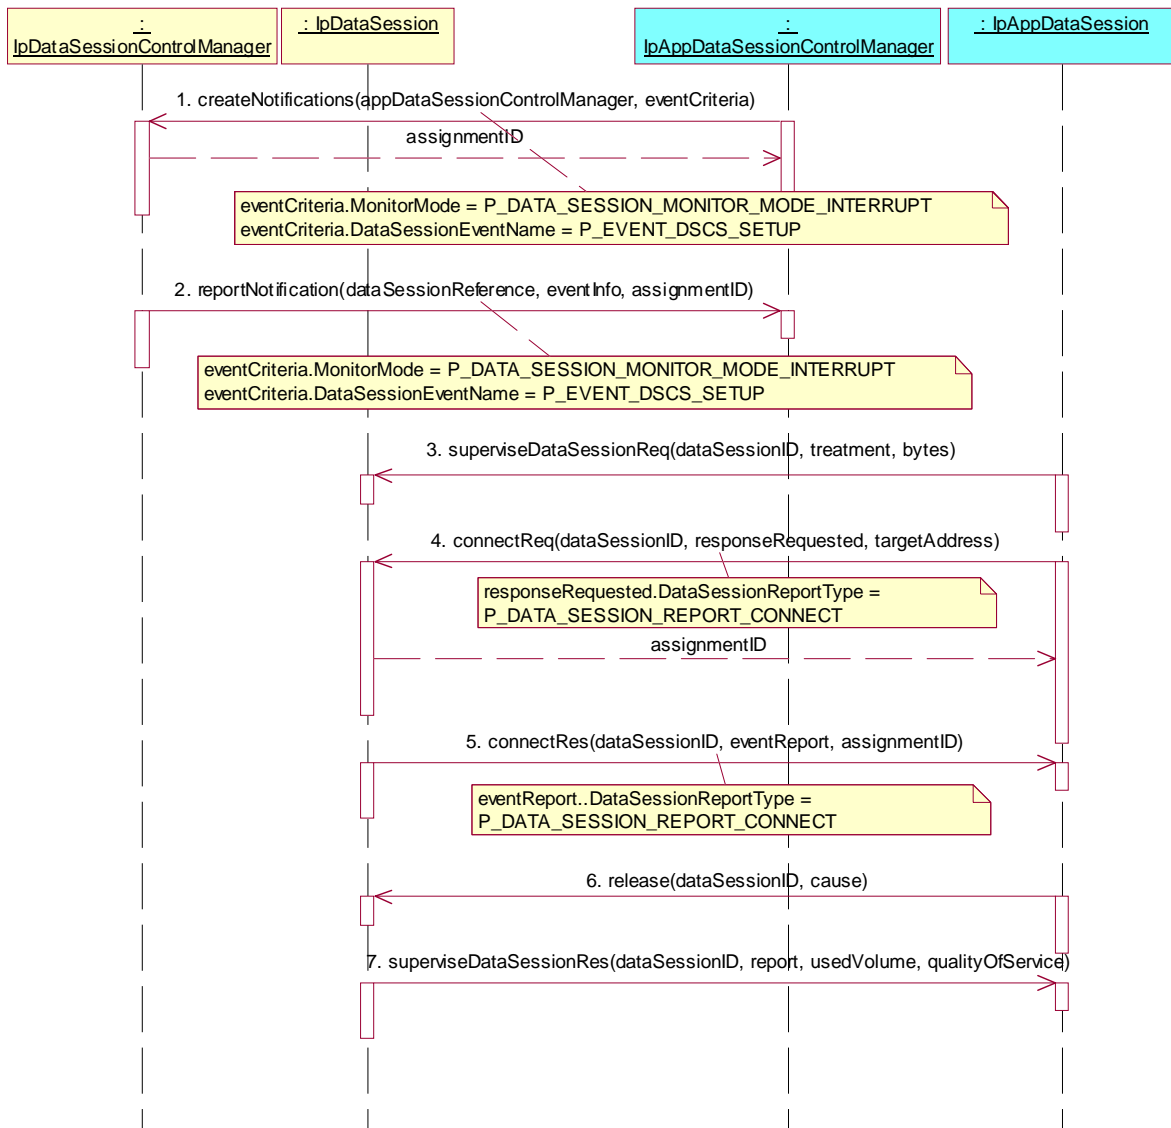 :
IpDataSessionControlManager
: IpDataSession
:
IpAppDataSessionControlManager
: IpAppDataSession
1. createNotifications(appDataSessionControlManager, eventCriteria)
assignmentID
eventCriteria.MonitorMode = P_DATA_SESSION_MONITOR_MODE_INTERRUPT
eventCriteria.DataSessionEventName = P_EVENT_DSCS_SETUP
2. reportNotification(dataSessionReference, eventInfo, assignmentID)
eventCriteria.MonitorMode = P_DATA_SESSION_MONITOR_MODE_INTERRUPT
eventCriteria.DataSessionEventName = P_EVENT_DSCS_SETUP
3. superviseDataSessionReq(dataSessionID, treatment, bytes)
4. connectReq(dataSessionID, responseRequested, targetAddress)
responseRequested.DataSessionReportType =
P_DATA_SESSION_REPORT_CONNECT
assignmentID
5. connectRes(dataSessionID, eventReport, assignmentID)
eventReport..DataSessionReportType =
P_DATA_SESSION_REPORT_CONNECT
6. release(dataSessionID, cause)
7. superviseDataSessionRes(dataSessionID, report, usedVolume, qualityOfService)